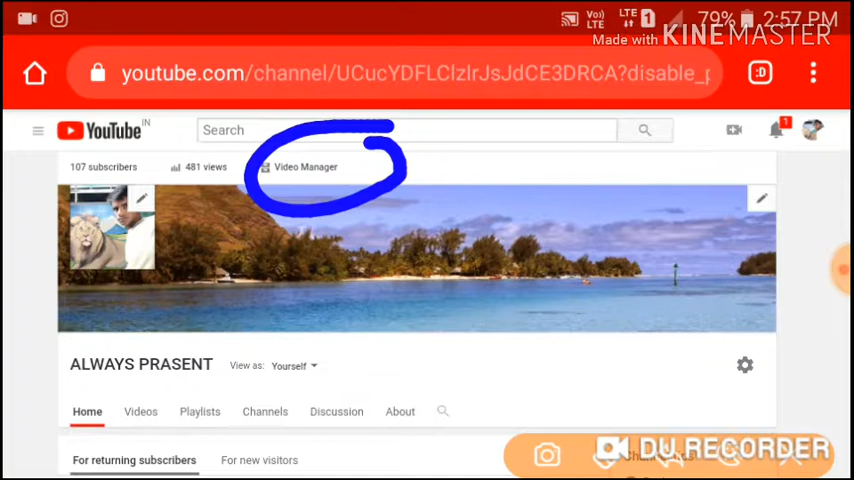 Vo)) LTE LTE 1 79% 2:57 PM
Made with KINEMASTER
youtube.com/channel/UCucYDFLClzlrJsJdCE3DRCA?disable_p :D
YouTube IN Search 1
107 subscribers 481 views Video Manager
ALWAYS PRASENT View as: Yourself
Home Videos Playlists Channels Discussion About
For returning subscribers For new visitors
DU RECORDER